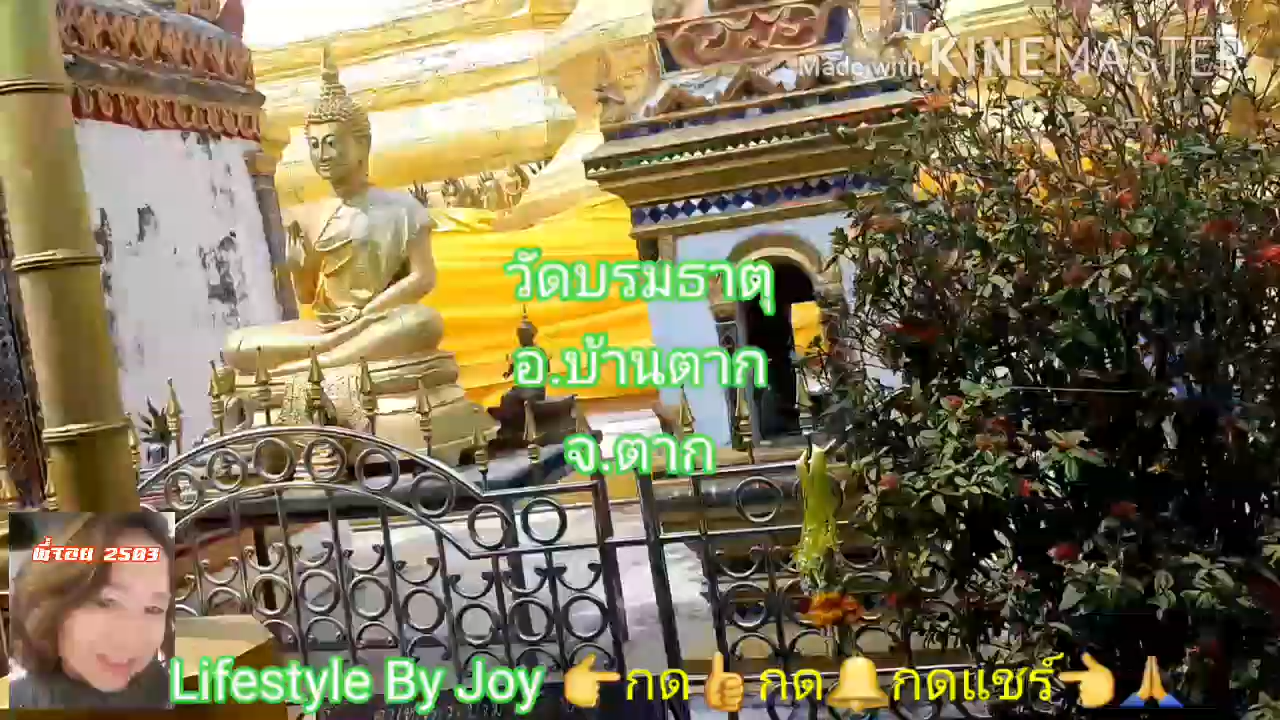 Made with KINEMASTER
วัดบรมธาตุ
อ.บ้านตาก
จ.ตาก
พี่จอย 2503
Lifestyle By Joy 👉กด👍กด🔔กดแชร์👈🙏